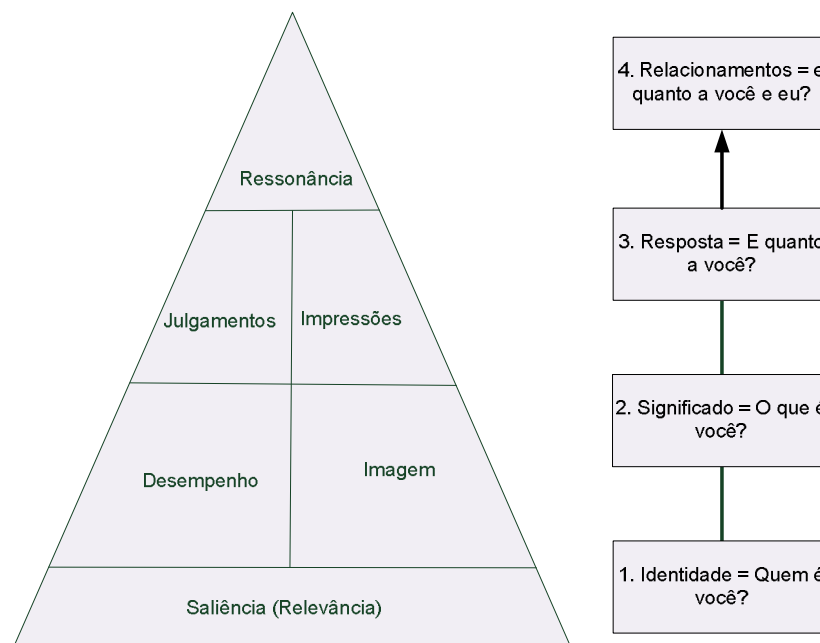 Ressonância
Julgamentos
Impressões
Desempenho
Imagem
Saliência (Relevância)
4. Relacionamentos = e
quanto a você e eu?
3. Resposta = E quanto
a você?
2. Significado = O que é
você?
1. Identidade = Quem é
você?